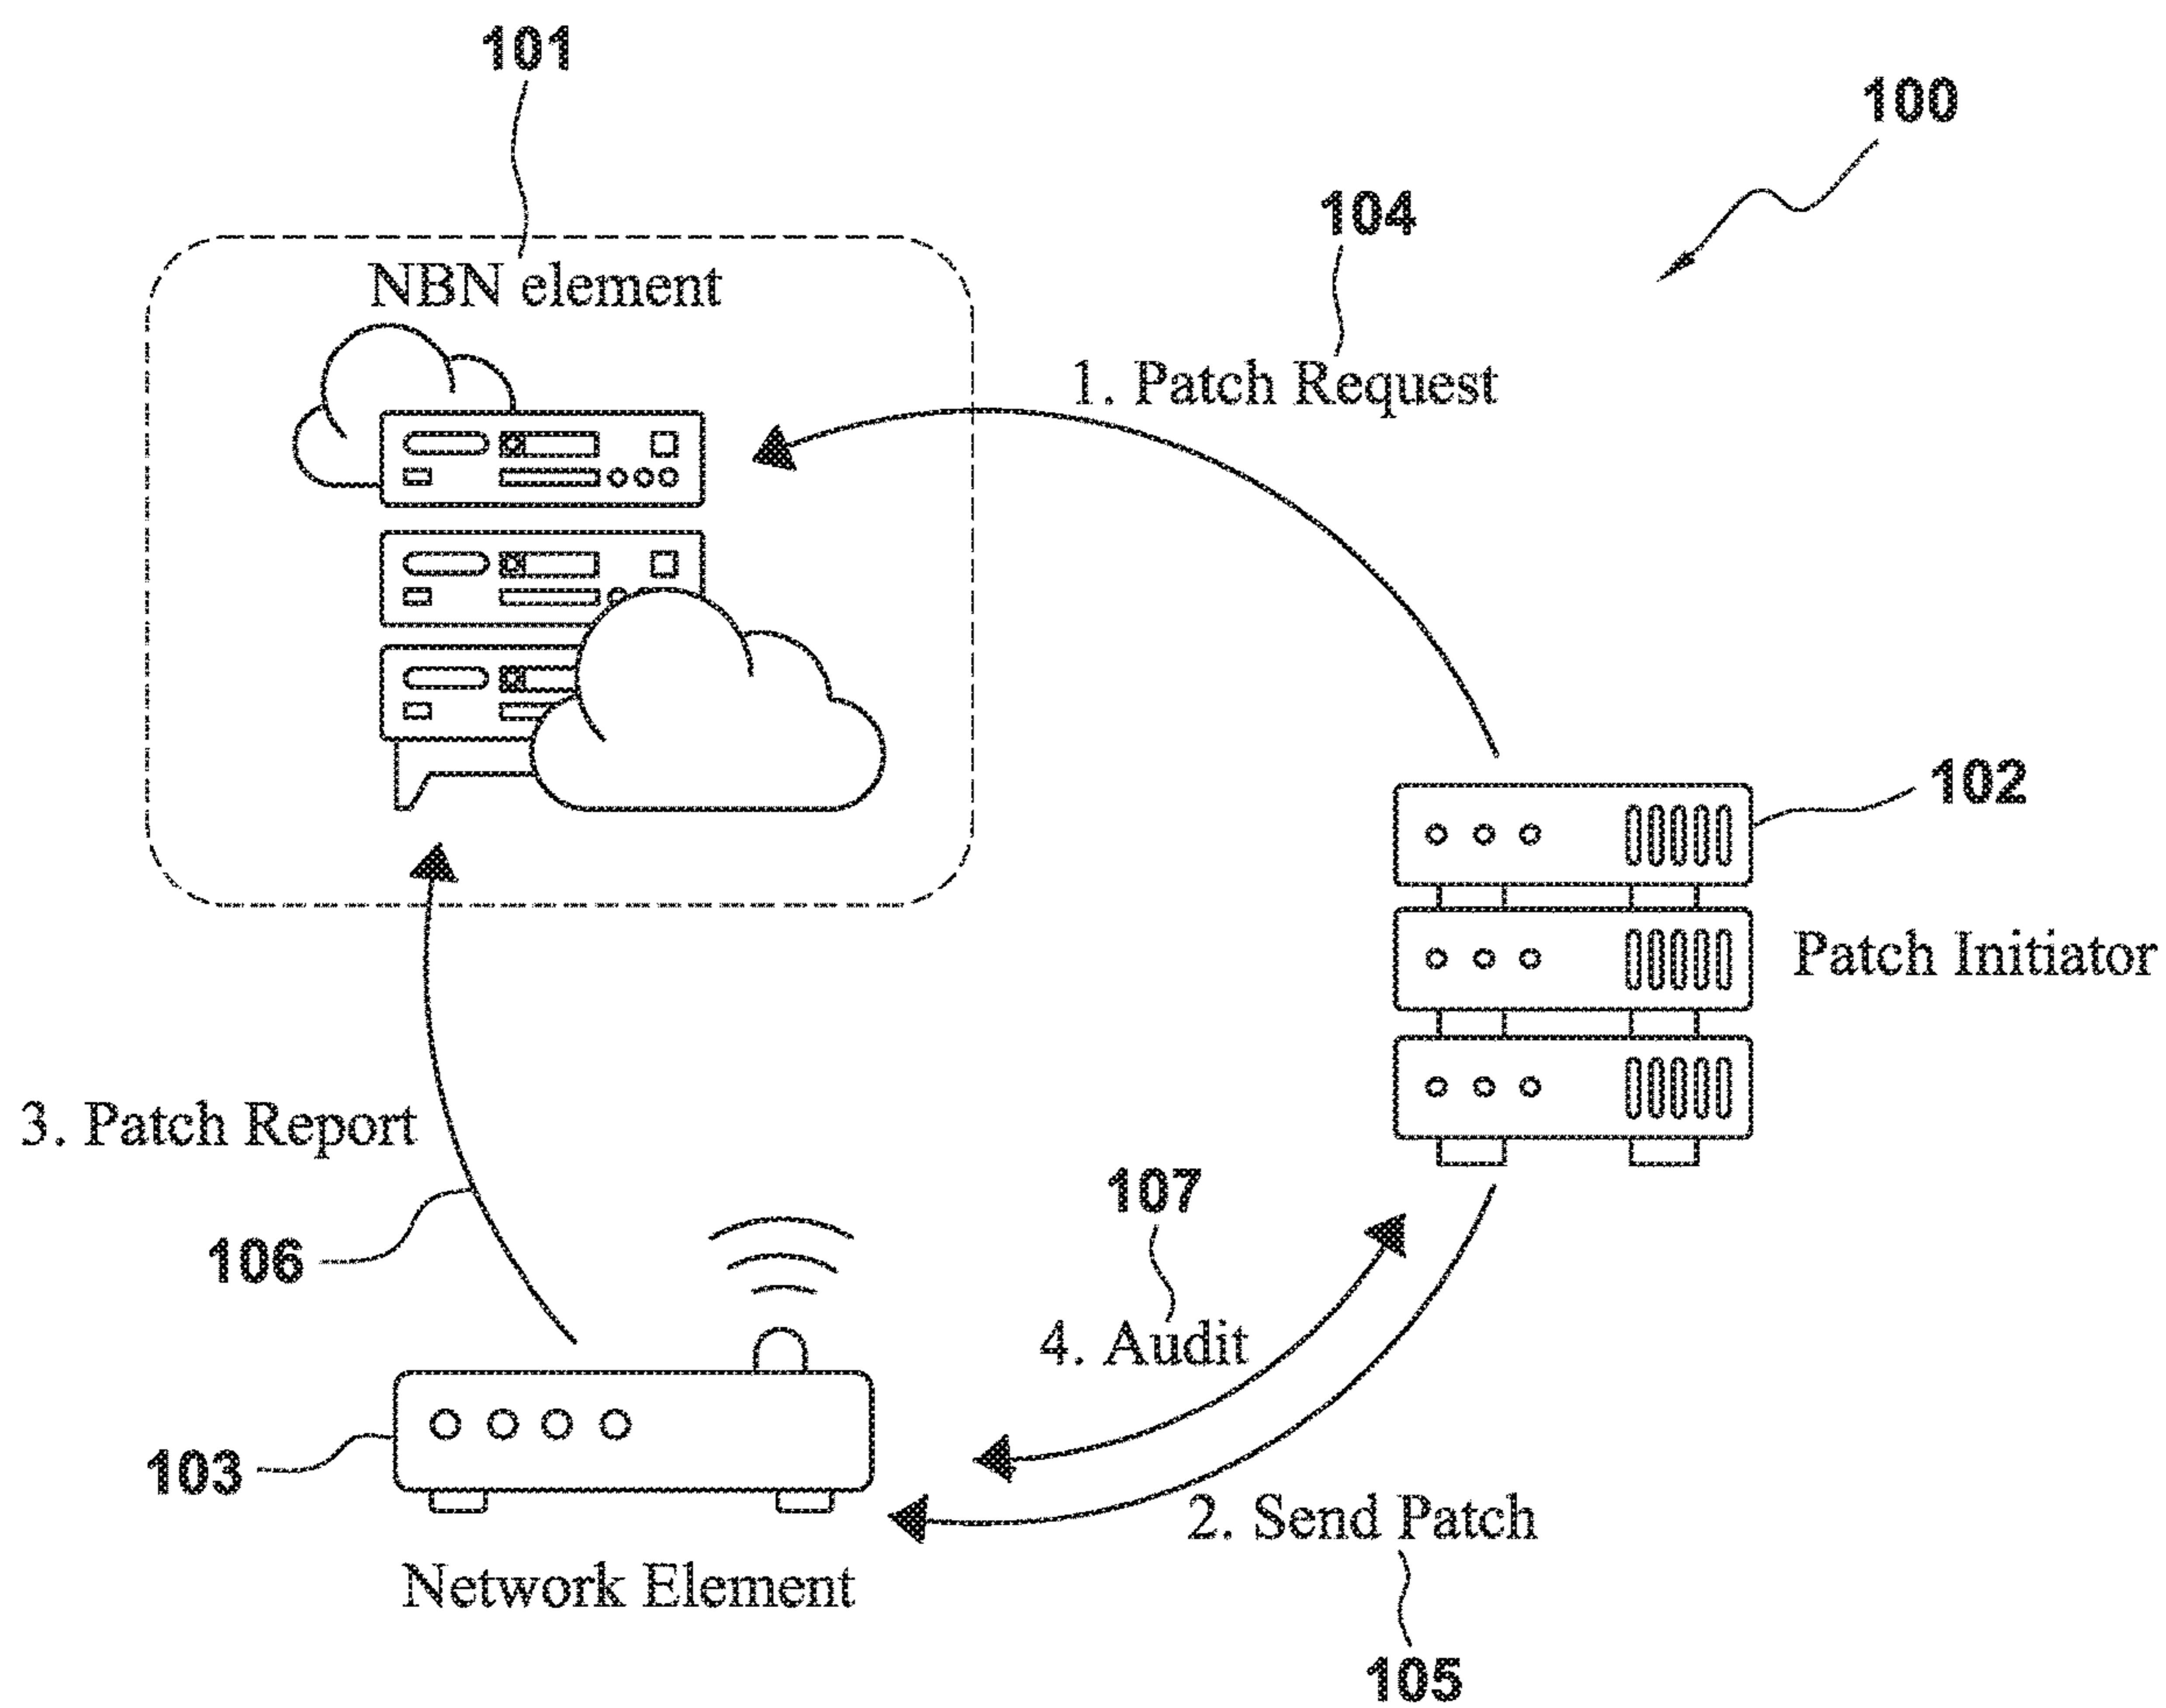 101
100
104
NBN element
1. Patch Request
102
Patch Initiator
3. Patch Report
107
106
4. Audit
103
2. Send Patch
Network Element
105